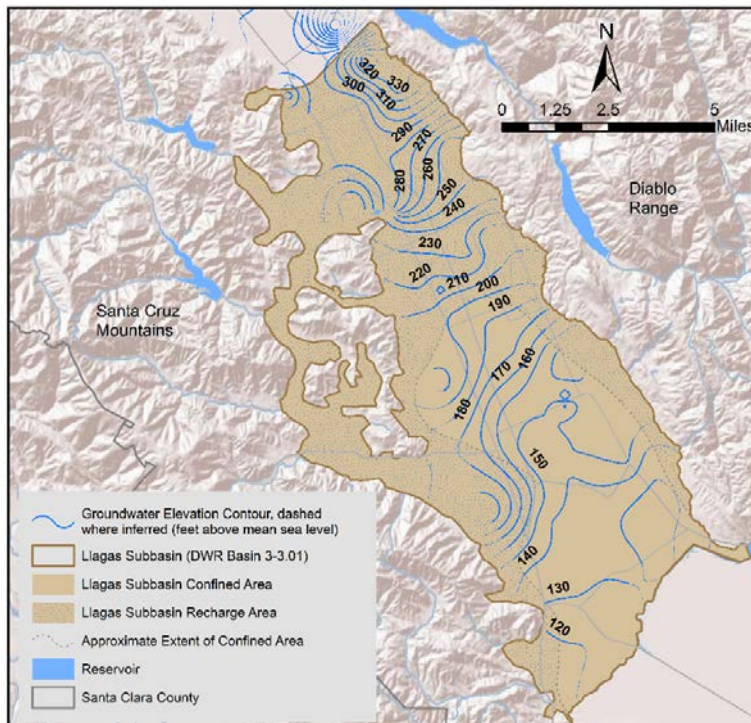 N
0 1.25 2.5 5
Miles
320
330
300
310
290
270
280
260
250
240
230
220
210
200
190
170
160
180
150
140
130
120
Diablo
Range
Santa Cruz
Mountains
Groundwater Elevation Contour, dashed
where inferred (feet above mean sea level)
Llagas Subbasin (DWR Basin 3-3.01)
Llagas Subbasin Confined Area
Llagas Subbasin Recharge Area
Approximate Extent of Confined Area
Reservoir
Santa Clara County